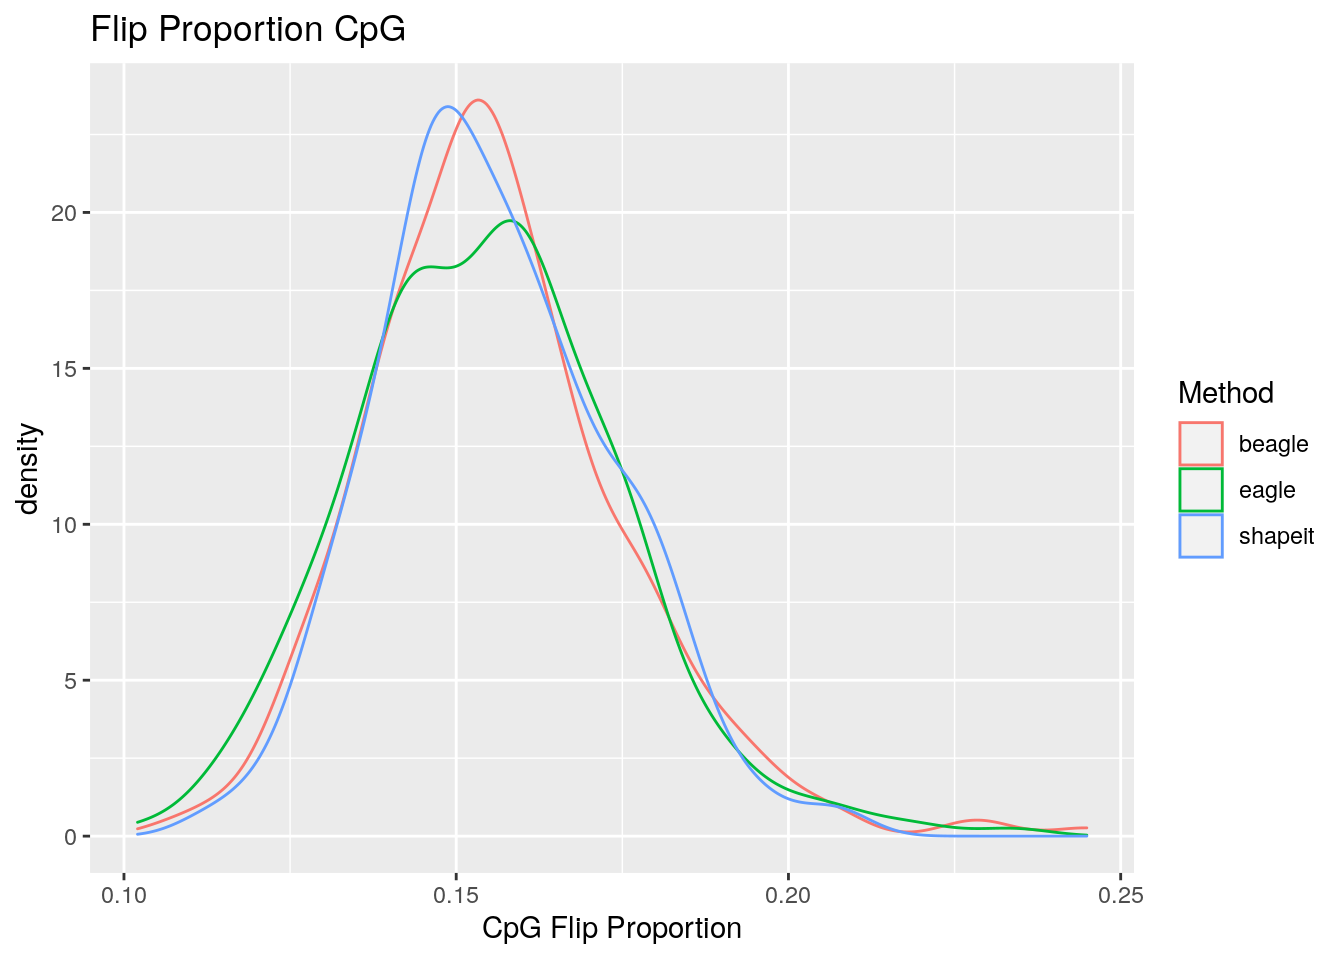 Flip Proportion CpG
density
20
15
10
5
0
0.10
0.15
0.20
0.25
CpG Flip Proportion
Method
beagle
eagle
shapeit